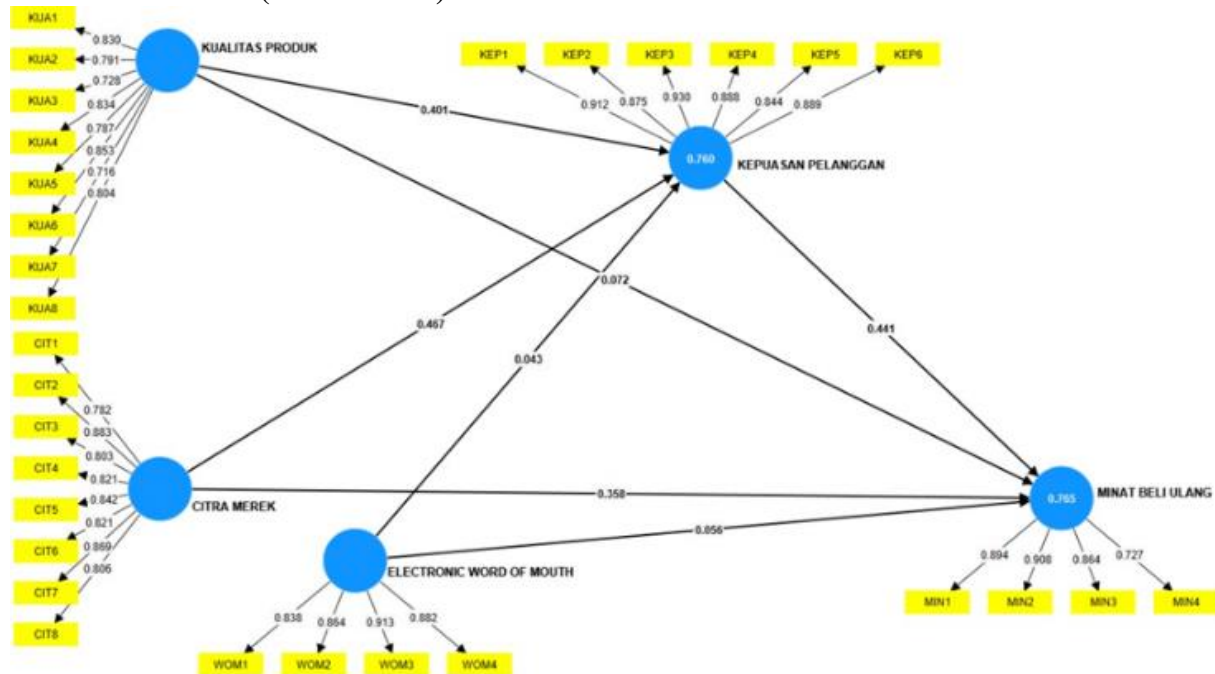 KUA1
KUA2
KUA3
KUA4
KUA5
KUA6
KUA7
KUA8
0.830
0.791
0.728
0.834
0.787
0.853
0.716
0.804
KUALITAS PRODUK
KEP1 KEP2 KEP3 KEP4 KEP5 KEP6
0.912 0.875 0.930 0.888 0.844 0.889
0.760
KEPUASAN PELANGGAN
0.401
0.072
0.467
0.043
0.441
CIT1
CIT2
CIT3
CIT4
CIT5
CIT6
CIT7
CIT8
0.782
0.883
0.803
0.821
0.842
0.821
0.869
0.806
CITRA MEREK
0.358
0.056
ELECTRONIC WORD OF MOUTH
0.838 0.864 0.913 0.882
WOM1 WOM2 WOM3 WOM4
0.765
MINAT BELI ULANG
0.894 0.908 0.864 0.727
MIN1 MIN2 MIN3 MIN4